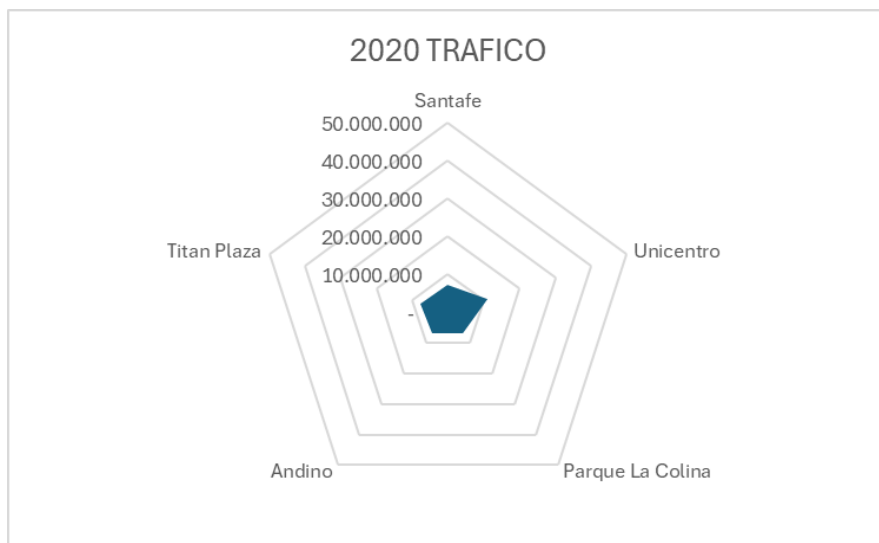 2020 TRAFICO
Santafe
50.000.000
40.000.000
30.000.000
20.000.000
10.000.000
-
Titan Plaza
Unicentro
Andino
Parque La Colina